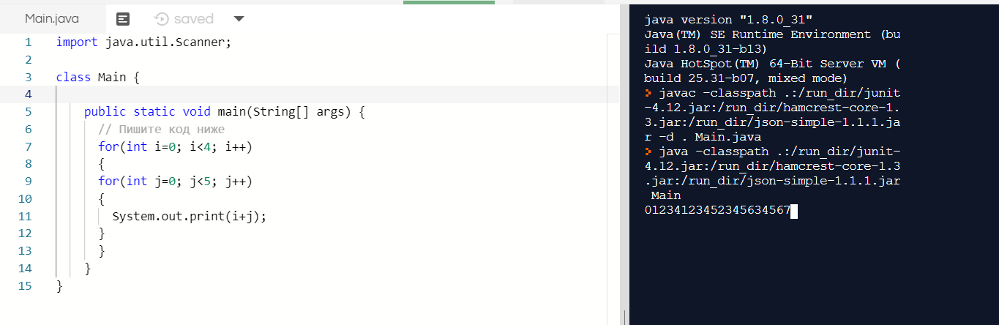 Main.java
saved
1 import java.util.Scanner;
2
3 class Main {
4
5 public static void main(String[] args) {
6 // Пишите код ниже
7 for(int i=0; i<4; i++)
8 {
9 for(int j=0; j<5; j++)
10 {
11 System.out.print(i+j);
12 }
13 }
14 }
15 }
java version "1.8.0_31"
Java(TM) SE Runtime Environment (bu
ild 1.8.0_31-b13)
Java HotSpot(TM) 64-Bit Server VM (
build 25.31-b07, mixed mode)
> javac -classpath .:/run_dir/junit
-4.12.jar:/run_dir/hamcrest-core-1.
3.jar:/run_dir/json-simple-1.1.1.ja
r -d . Main.java
> java -classpath .:/run_dir/junit-
4.12.jar:/run_dir/hamcrest-core-1.3
.jar:/run_dir/json-simple-1.1.1.jar
Main
01234123452345634567